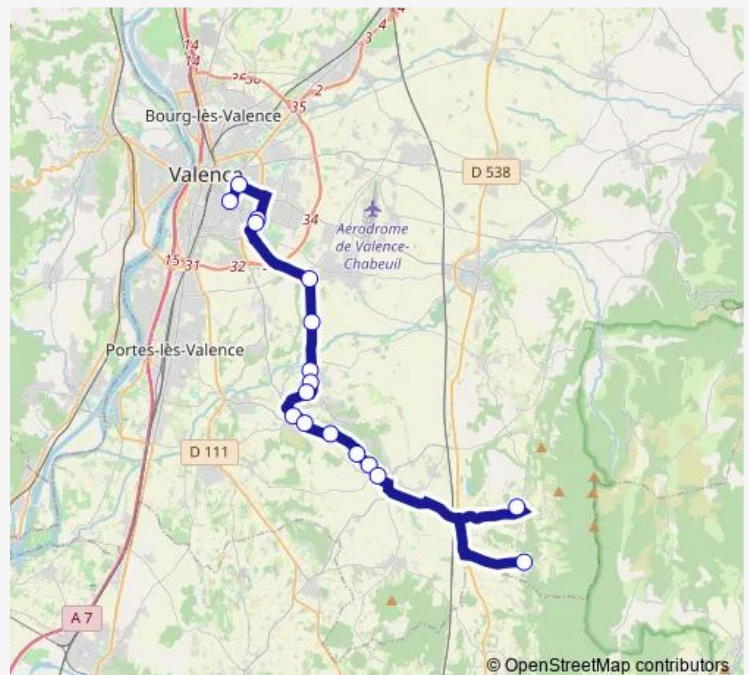 14
14
3 4
2
35
Bourg-lès-Valence
Valence
D 538
34
Aérodrome
de Valence-
Chabeuil
15 31
32
Portes-lès-Valence
D 111
A 7
© OpenStreetMap contributors